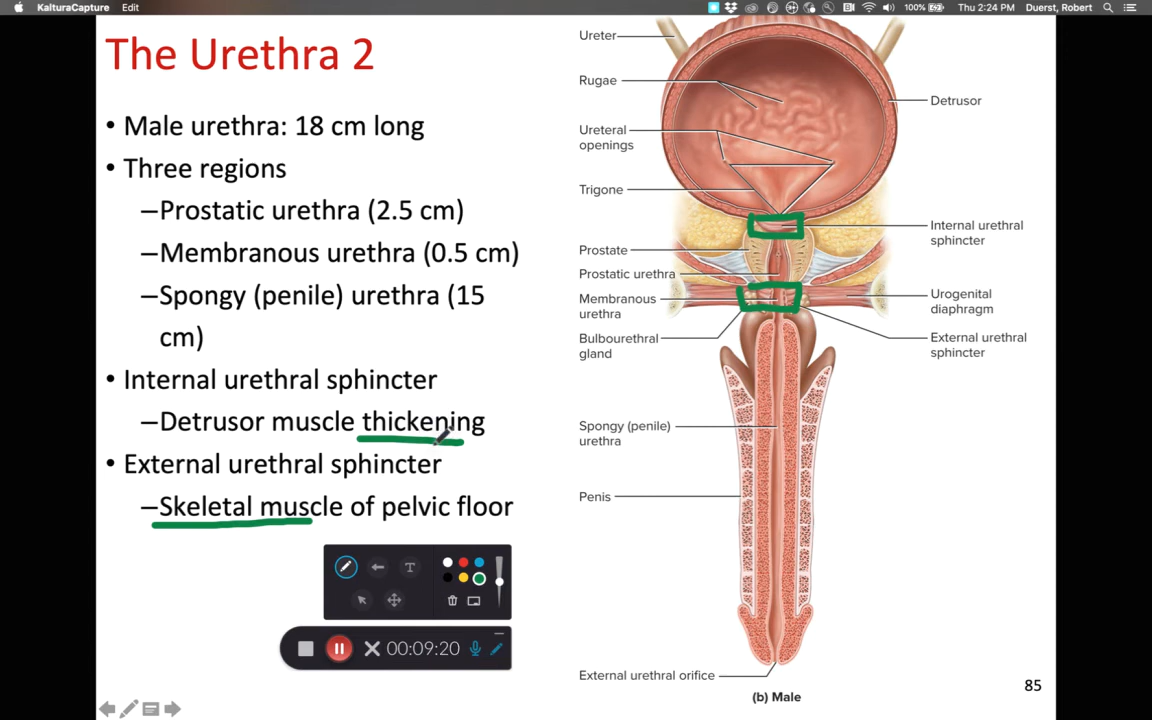 KalturaCapture Edit 100% Thu 2:24 PM Duerst, Robert
The Urethra 2
• Male urethra: 18 cm long
• Three regions
–Prostatic urethra (2.5 cm)
–Membranous urethra (0.5 cm)
–Spongy (penile) urethra (15
cm)
• Internal urethral sphincter
–Detrusor muscle thickening
• External urethral sphincter
–Skeletal muscle of pelvic floor
T
00:09:20
Ureter
Rugae
Ureteral
openings
Trigone
Prostate
Prostatic urethra
Membranous
urethra
Bulbourethral
gland
Spongy (penile)
urethra
Penis
External urethral orifice
Detrusor
Internal urethral
sphincter
Urogenital
diaphragm
External urethral
sphincter
(b) Male
85